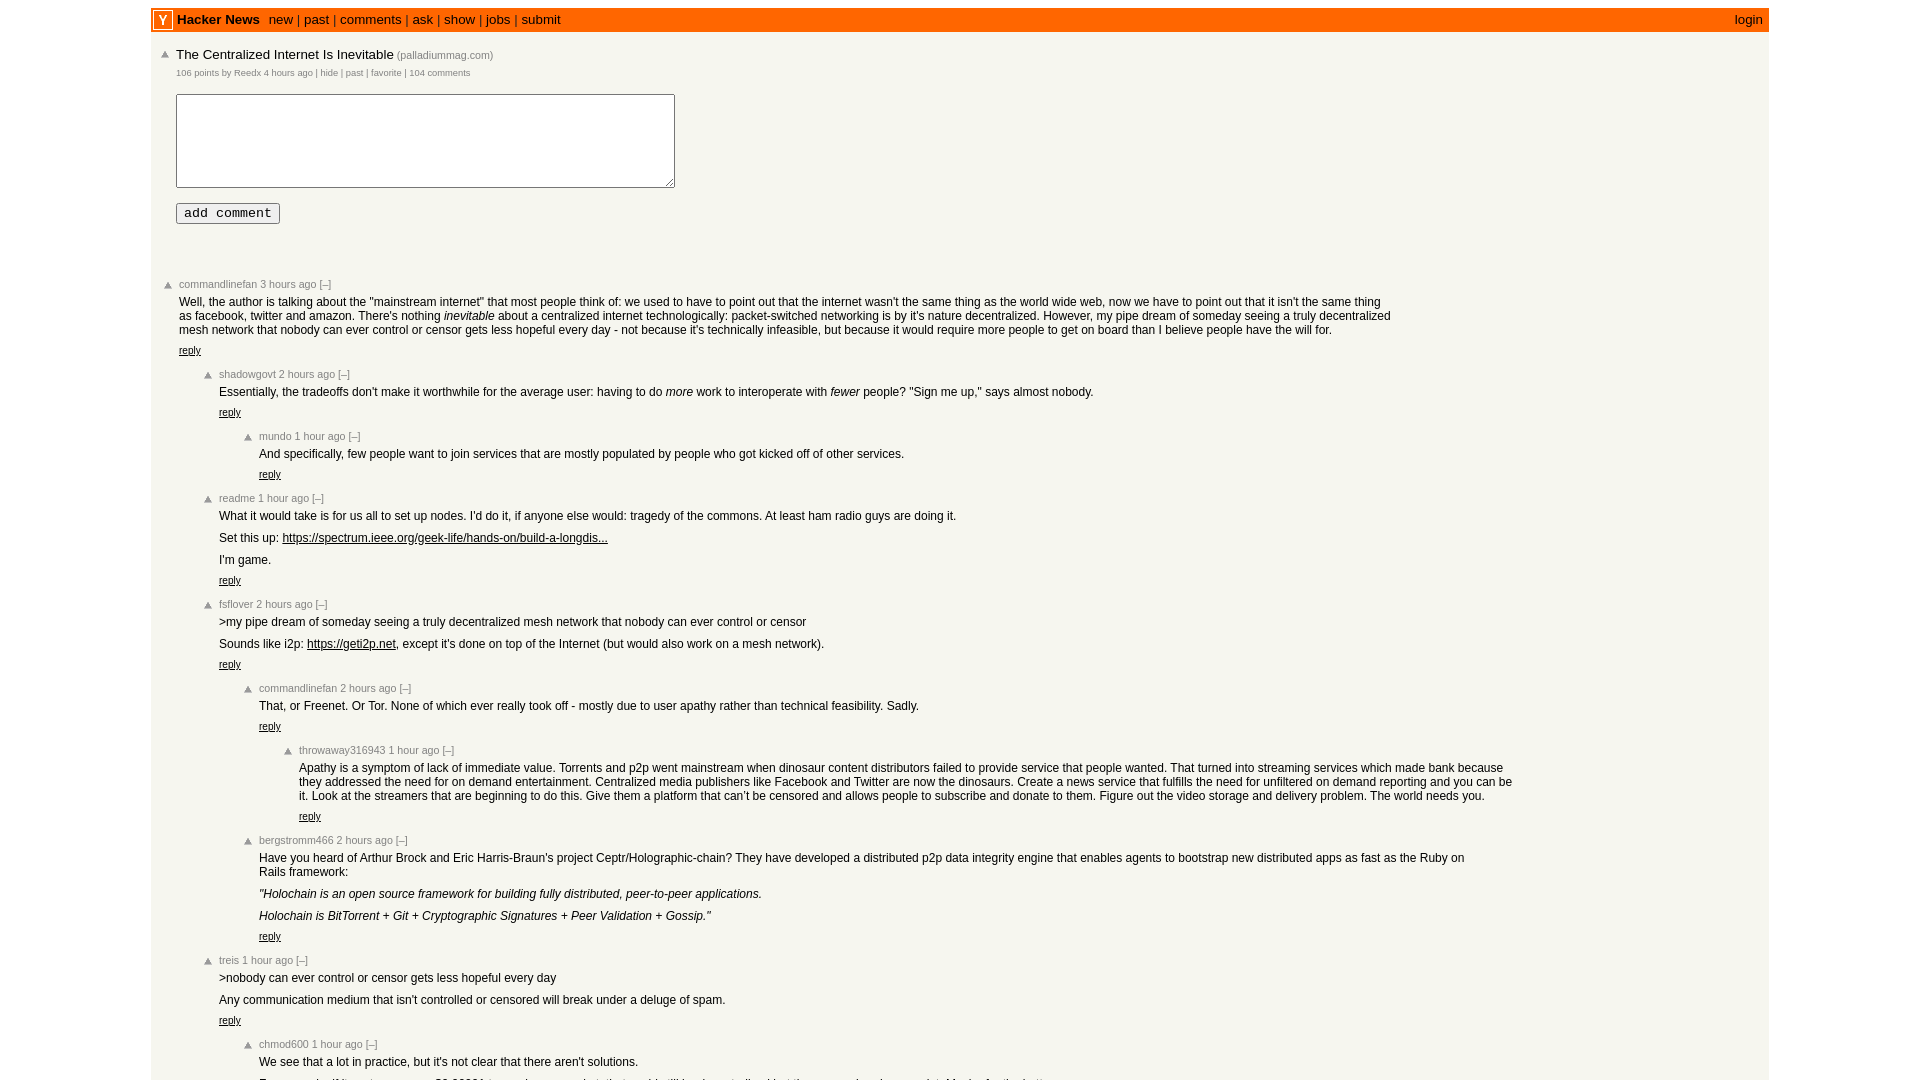 Y Hacker News new | past | comments | ask | show | jobs | submit login
The Centralized Internet Is Inevitable (palladiummag.com)
106 points by Reedx 4 hours ago | hide | past | favorite | 104 comments
add comment
commandlinefan 3 hours ago [–]
Well, the author is talking about the "mainstream internet" that most people think of: we used to have to point out that the internet wasn't the same thing as the world wide web, now we have to point out that it isn't the same thing
as facebook, twitter and amazon. There's nothing inevitable about a centralized internet technologically: packet-switched networking is by it's nature decentralized. However, my pipe dream of someday seeing a truly decentralized
mesh network that nobody can ever control or censor gets less hopeful every day - not because it's technically infeasible, but because it would require more people to get on board than I believe people have the will for.
reply
shadowgovt 2 hours ago [–]
Essentially, the tradeoffs don't make it worthwhile for the average user: having to do more work to interoperate with fewer people? "Sign me up," says almost nobody.
reply
mundo 1 hour ago [–]
And specifically, few people want to join services that are mostly populated by people who got kicked off of other services.
reply
readme 1 hour ago [–]
What it would take is for us all to set up nodes. I'd do it, if anyone else would: tragedy of the commons. At least ham radio guys are doing it.
Set this up: https://spectrum.ieee.org/geek-life/hands-on/build-a-longdis...
I'm game.
reply
fsflover 2 hours ago [–]
>my pipe dream of someday seeing a truly decentralized mesh network that nobody can ever control or censor
Sounds like i2p: https://geti2p.net, except it's done on top of the Internet (but would also work on a mesh network).
reply
commandlinefan 2 hours ago [–]
That, or Freenet. Or Tor. None of which ever really took off - mostly due to user apathy rather than technical feasibility. Sadly.
reply
throwaway316943 1 hour ago [–]
Apathy is a symptom of lack of immediate value. Torrents and p2p went mainstream when dinosaur content distributors failed to provide service that people wanted. That turned into streaming services which made bank because
they addressed the need for on demand entertainment. Centralized media publishers like Facebook and Twitter are now the dinosaurs. Create a news service that fulfills the need for unfiltered on demand reporting and you can be
it. Look at the streamers that are beginning to do this. Give them a platform that can’t be censored and allows people to subscribe and donate to them. Figure out the video storage and delivery problem. The world needs you.
reply
bergstromm466 2 hours ago [–]
Have you heard of Arthur Brock and Eric Harris-Braun's project Ceptr/Holographic-chain? They have developed a distributed p2p data integrity engine that enables agents to bootstrap new distributed apps as fast as the Ruby on
Rails framework:
"Holochain is an open source framework for building fully distributed, peer-to-peer applications.
Holochain is BitTorrent + Git + Cryptographic Signatures + Peer Validation + Gossip."
reply
treis 1 hour ago [–]
>nobody can ever control or censor gets less hopeful every day
Any communication medium that isn't controlled or censored will break under a deluge of spam.
reply
chmod600 1 hour ago [–]
We see that a lot in practice, but it's not clear that there aren't solutions.